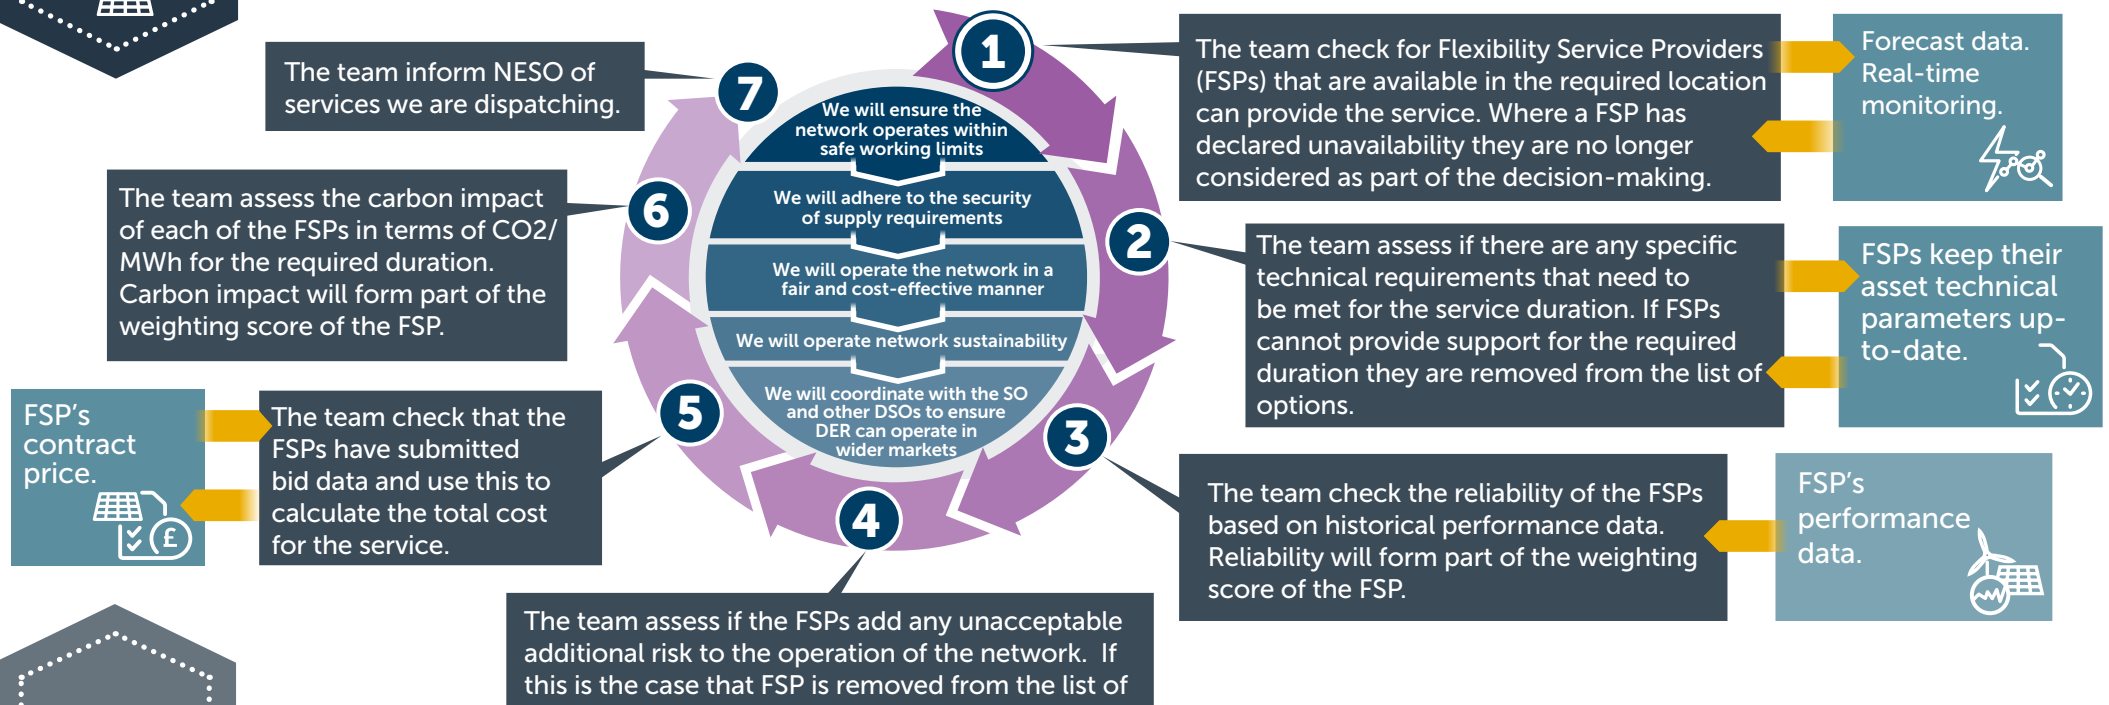 1
The team check for Flexibility Service Providers
(FSPs) that are available in the required location
can provide the service. Where a FSP has
declared unavailability they are no longer
considered as part of the decision-making.
Forecast data.
Real-time
monitoring.
2
The team assess if there are any specific
technical requirements that need to
be met for the service duration. If FSPs
cannot provide support for the required
duration they are removed from the list of
options.
FSPs keep their
asset technical
parameters up-
to-date.
3
The team check the reliability of the FSPs
based on historical performance data.
Reliability will form part of the weighting
score of the FSP.
FSP's
performance
data.
4
The team assess if the FSPs add any unacceptable
additional risk to the operation of the network.  If
this is the case that FSP is removed from the list of
5
The team check that the
FSPs have submitted
bid data and use this to
calculate the total cost
for the service.
FSP's
contract
price.
£
6
The team assess the carbon impact
of each of the FSPs in terms of CO2/
MWh for the required duration.
Carbon impact will form part of the
weighting score of the FSP.
7
The team inform NESO of
services we are dispatching.
We will ensure the
network operates within
safe working limits
We will adhere to the security
of supply requirements
We will operate the network in a
fair and cost-effective manner
We will operate network sustainability
We will coordinate with the SO
and other DSOs to ensure
DER can operate in
wider markets